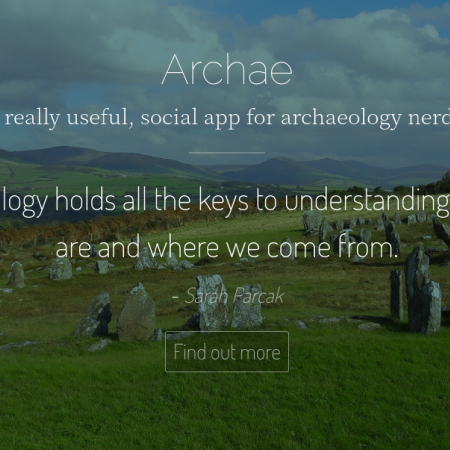 Archae
really useful, social app for archaeology nerd
logy holds all the keys to understanding
are and where we come from.
- Sarah Parcak
Find out more